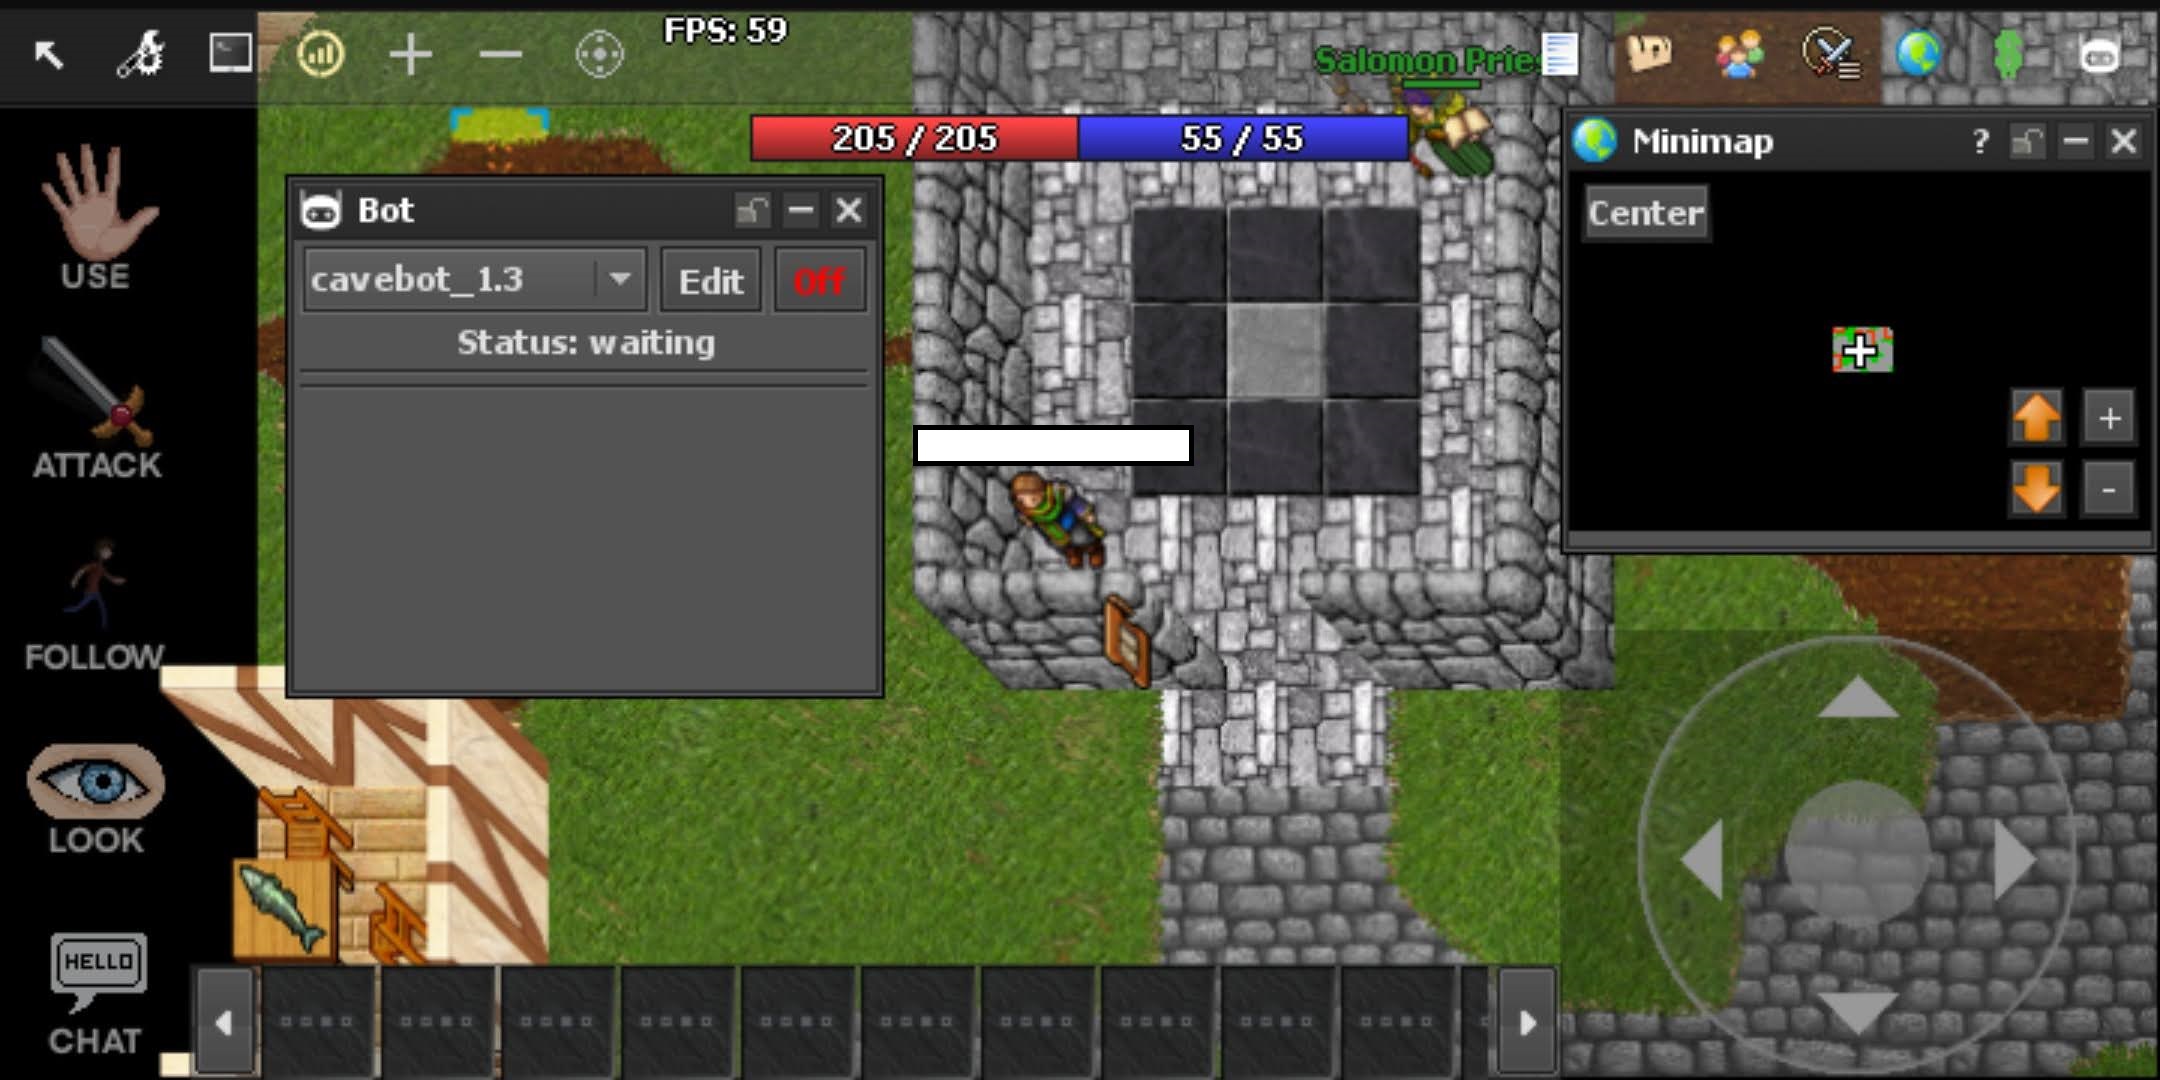 FPS: 59
Salomon Pries
205 / 205
55 / 55
USE
ATTACK
FOLLOW
LOOK
HELLO
CHAT
Bot
cavebot_1.3
Edit
Off
Status: waiting
Minimap
?
Center
+
-